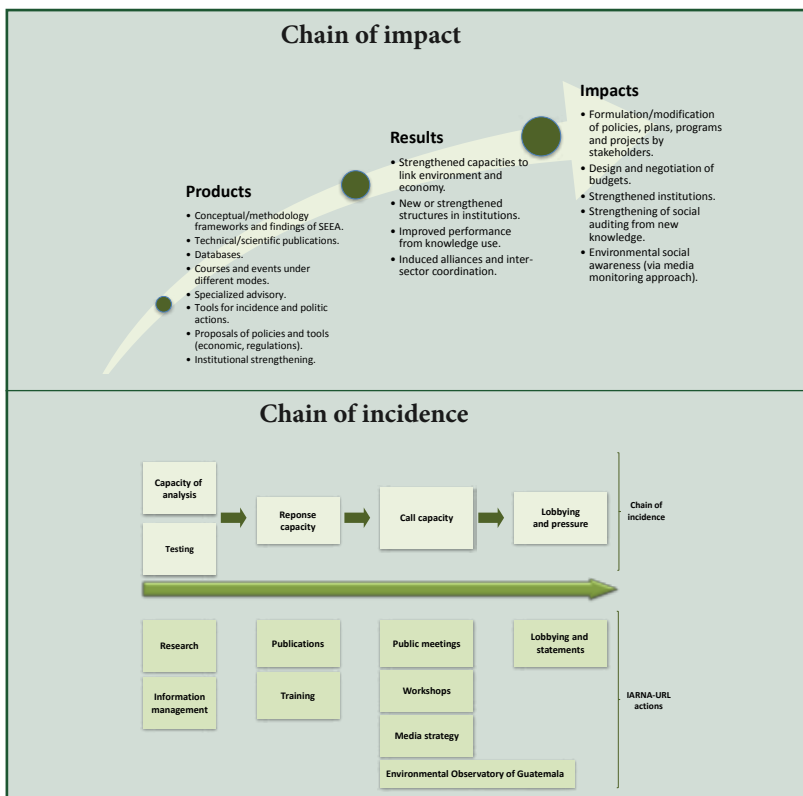 Chain of impact
Impacts
• Formulation/modification
of policies, plans, programs
and projects by
stakeholders.
• Design and negotiation of
budgets.
• Strengthened institutions.
• Strengthening of social
auditing from new
knowledge.
• Environmental social
awareness (via media
monitoring approach).
Results
• Strengthened capacities to
link environment and
economy.
• New or strengthened
structures in institutions.
• Improved performance
from knowledge use.
• Induced alliances and inter-
sector coordination.
Products
• Conceptual/methodology
frameworks and findings of SEEA.
• Technical/scientific publications.
• Databases.
• Courses and events under
different modes.
• Specialized advisory.
• Tools for incidence and politic
actions.
• Proposals of policies and tools
(economic, regulations).
• Institutional strengthening.
Chain of incidence
Capacity of
analysis
Testing
Reponse
capacity
Call capacity
Lobbying
and pressure
Chain of
incidence
Research
Information
management
Publications
Training
Public meetings
Workshops
Media strategy
Environmental Observatory of Guatemala
Lobbying and
statements
IARNA-URL
actions